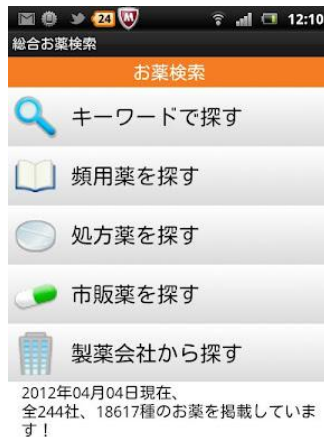 24 12:10
総合お薬検索
お薬検索
キーワードで探す
頻用薬を探す
処方薬を探す
市販薬を探す
製薬会社から探す
2012年04月04日現在、
全244社、18617種のお薬を掲載していま
す！